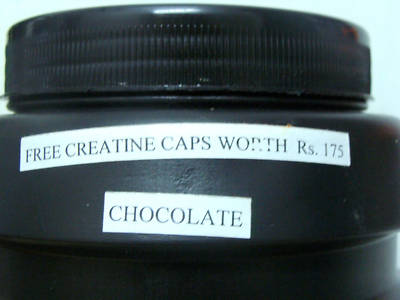 FREE CREATINE CAPS WORTH Rs. 175
CHOCOLATE